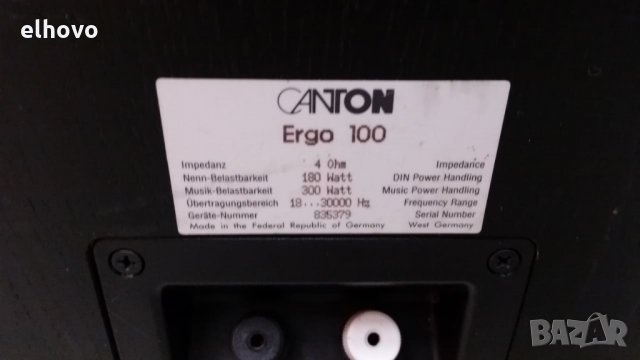 elhovo
CANTON
Ergo 100
Impedanz 4 Ohm Impedance
Nenn-Belastbarkeit 180 Watt DIN Power Handling
Musik-Belastbarkeit 300 Watt Music Power Handling
Übertragungsbereich 18...30000 Hz Frequency Range
Geräte-Nummer 835379 Serial Number
Made in the Federal Republic of Germany West Germany
BAZAR